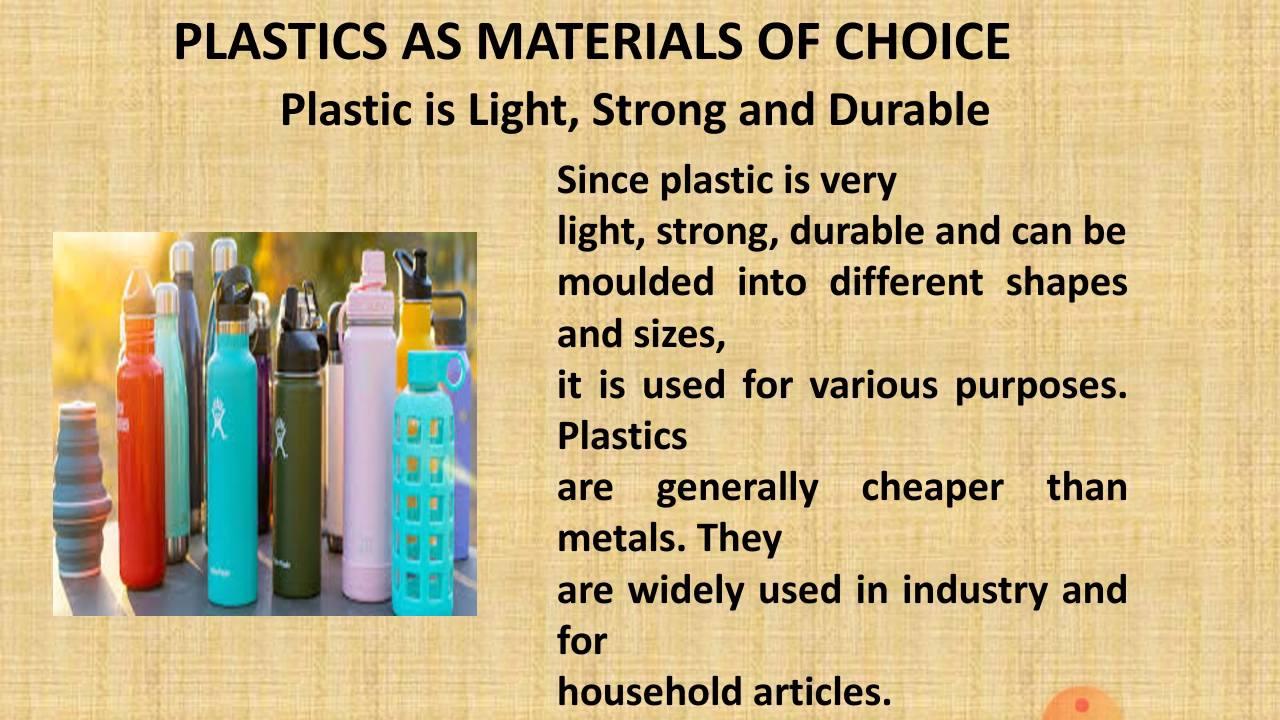 PLASTICS AS MATERIALS OF CHOICE
Plastic is Light, Strong and Durable
Since plastic is very
light, strong, durable and can be
moulded into different shapes
and sizes,
it is used for various purposes.
Plastics
are generally cheaper than
metals. They
are widely used in industry and
for
household articles.